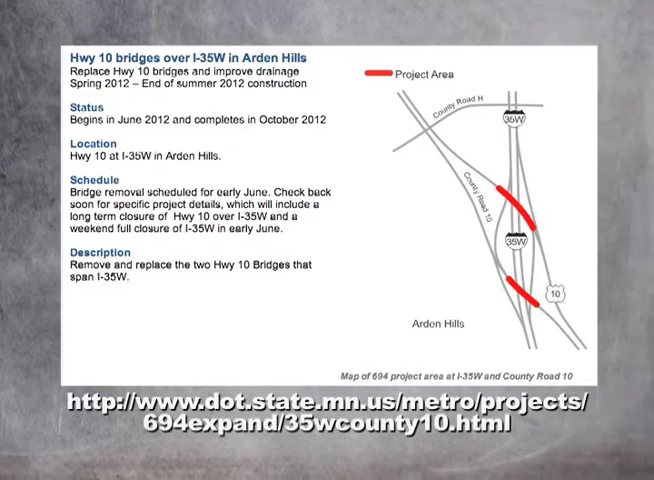 Hwy 10 bridges over I-35W in Arden Hills
Replace Hwy 10 bridges and improve drainage
Spring 2012 – End of summer 2012 construction
Status
Begins in June 2012 and completes in October 2012
Location
Hwy 10 at I-35W in Arden Hills.
Schedule
Bridge removal scheduled for early June. Check back
soon for specific project details, which will include a
long term closure of Hwy 10 over I-35W and a
weekend full closure of I-35W in early June.
Description
Remove and replace the two Hwy 10 Bridges that
span I-35W.
Project Area
County Road H
35W
County Road 10
35W
10
Arden Hills
Map of 694 project area at I-35W and County Road 10
http://www.dot.state.mn.us/metro/projects/
694expand/35wcounty10.html